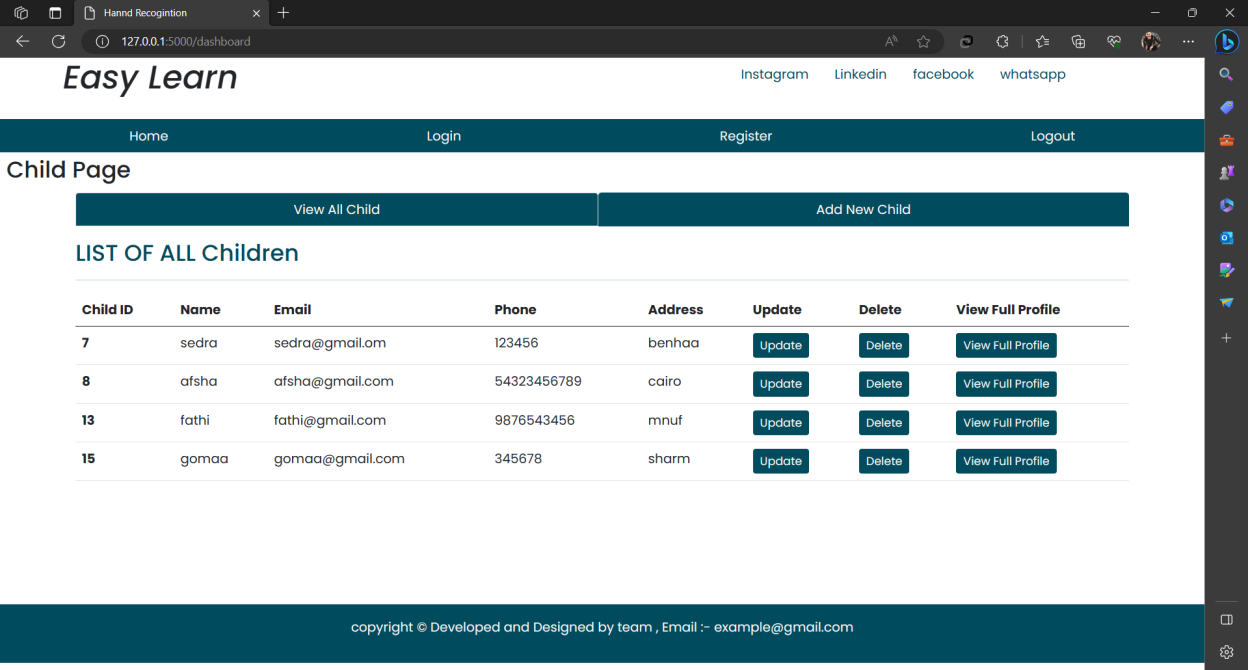 Hannd Recogintion
127.0.0.1:5000/dashboard
Easy Learn
Instagram Linkedin facebook whatsapp
Home Login Register Logout
Child Page
View All Child Add New Child
LIST OF ALL Children
Child ID Name Email Phone Address Update Delete View Full Profile
7 sedra sedra@gmail.om 123456 benhaa Update Delete View Full Profile
8 afsha afsha@gmail.com 54323456789 cairo Update Delete View Full Profile
13 fathi fathi@gmail.com 9876543456 mnuf Update Delete View Full Profile
15 gomaa gomaa@gmail.com 345678 sharm Update Delete View Full Profile
copyright © Developed and Designed by team , Email :- example@gmail.com